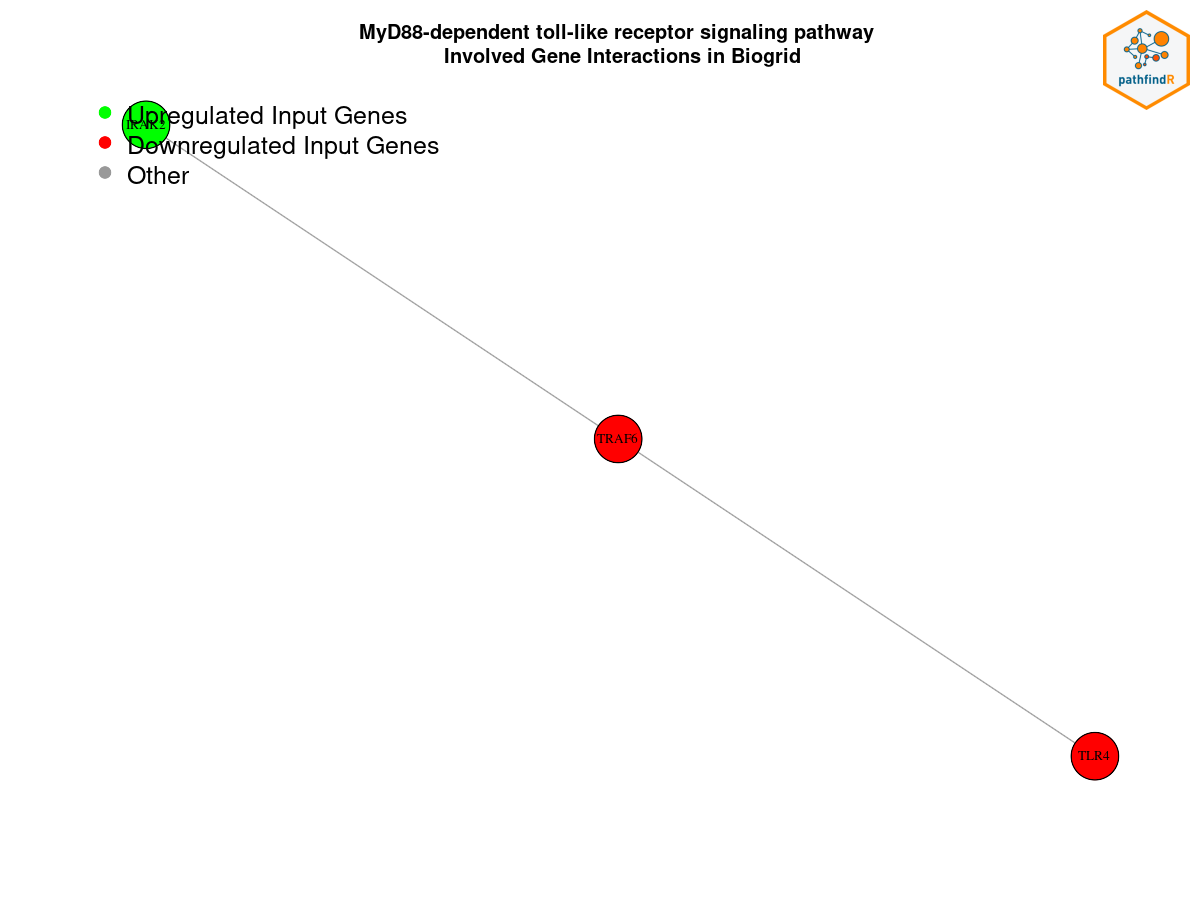 MyD88-dependent toll-like receptor signaling pathway
Involved Gene Interactions in Biogrid
pathfindR
Upregulated Input Genes
IRAK2
Downregulated Input Genes
Other
TRAF6
TLR4